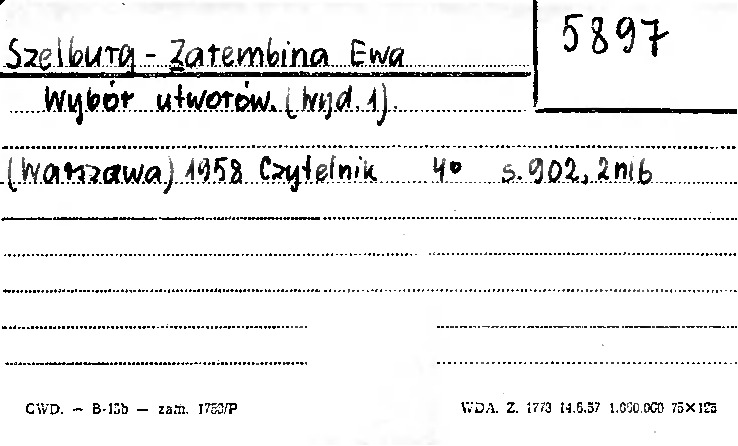 5897
Szelburg - Zarembina Ewa
Wybór utworów. (Wyd. 1).
(Warszawa) 1958 Czytelnik 4° s. 902, 2nlb
CWD. — B-15b — zam. 1753/P
WDA. Z. 1773 14.6.57 1.000.000 75×125